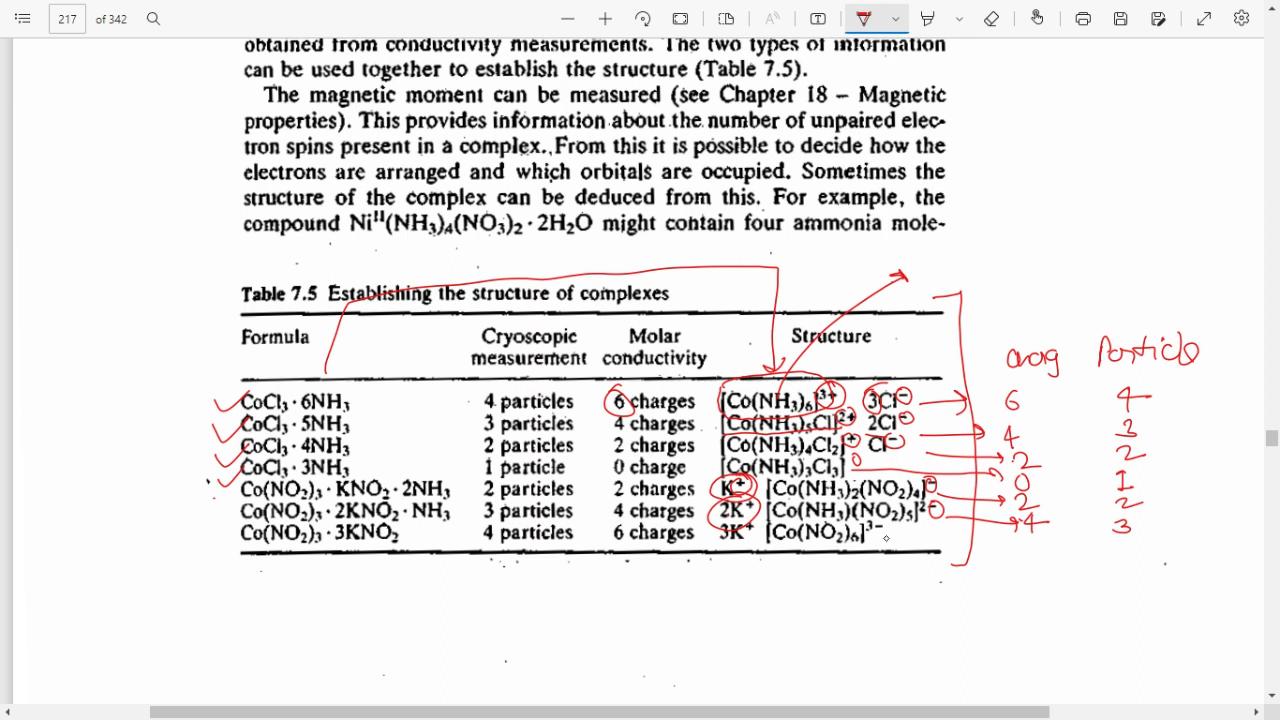 217 of 342
obtained from conductivity measurements. The two types of information
can be used together to establish the structure (Table 7.5).
The magnetic moment can be measured (see Chapter 18 – Magnetic
properties). This provides information about the number of unpaired elec-
tron spins present in a complex. From this it is possible to decide how the
electrons are arranged and which orbitals are occupied. Sometimes the
structure of the complex can be deduced from this. For example, the
compound Niᴵᴵ(NH₃)₄(NO₃)₂ · 2H₂O might contain four ammonia mole-
Table 7.5 Establishing the structure of complexes
Formula Cryoscopic measurement Molar conductivity Structure
Particle
CoCl₃ · 6NH₃ 4 particles 6 charges [Co(NH₃)₆]³⁺ 3Cl⁻ 6 4
CoCl₃ · 5NH₃ 3 particles 4 charges [Co(NH₃)₅Cl]²⁺ 2Cl⁻ 4 3
CoCl₃ · 4NH₃ 2 particles 2 charges [Co(NH₃)₄Cl₂]⁺ Cl⁻ 2 2
CoCl₃ · 3NH₃ 1 particle 0 charge [Co(NH₃)₃Cl₃] 0 0 1
Co(NO₂)₃ · KNO₂ · 2NH₃ 2 particles 2 charges K⁺ [Co(NH₃)₂(NO₂)₄]⁻ 2 2
Co(NO₂)₃ · 2KNO₂ · NH₃ 3 particles 4 charges 2K⁺ [Co(NH₃)(NO₂)₅]²⁻ 4 3
Co(NO₂)₃ · 3KNO₂ 4 particles 6 charges 3K⁺ [Co(NO₂)₆]³⁻